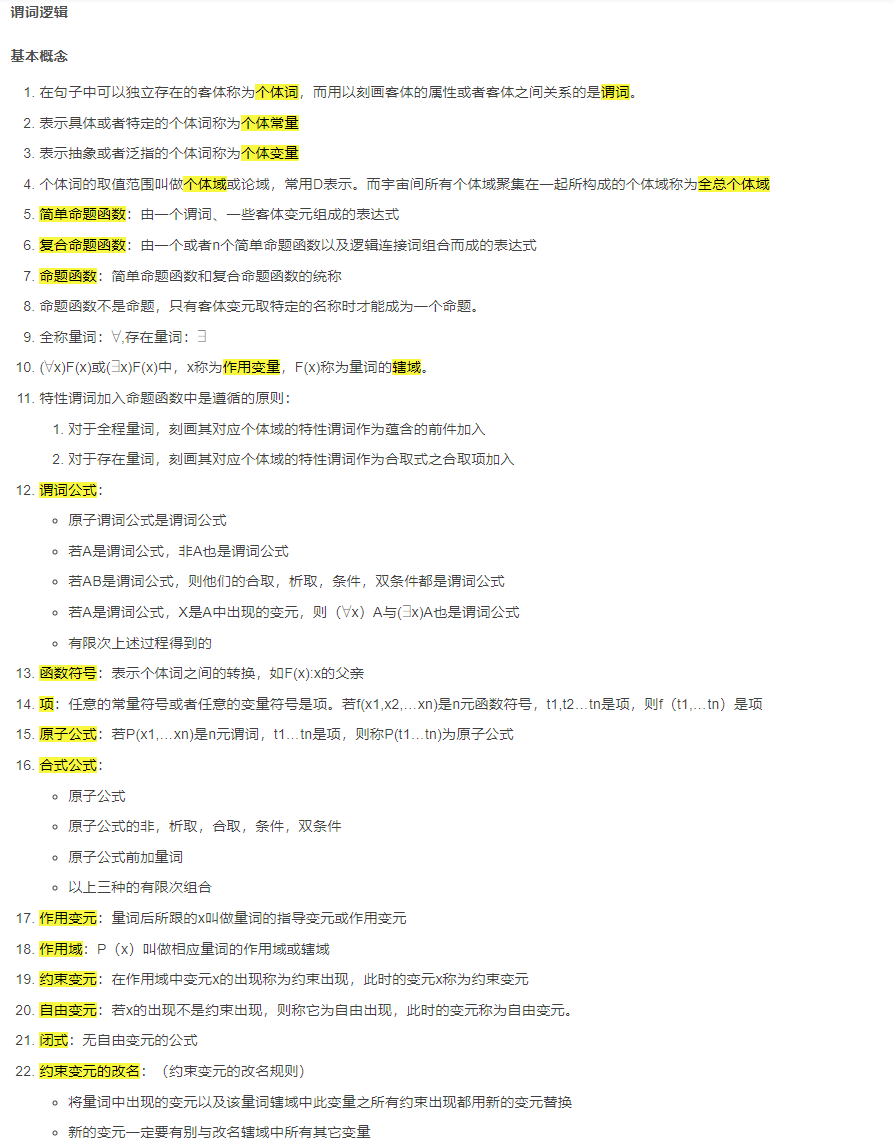 谓词逻辑
基本概念
1. 在句子中可以独立存在的客体称为个体词，而用以刻画客体的属性或者客体之间关系的是谓词。
2. 表示具体或者特定的个体词称为个体常量
3. 表示抽象或者泛指的个体词称为个体变量
4. 个体词的取值范围叫做个体域或论域，常用D表示。而宇宙间所有个体域聚集在一起所构成的个体域称为全总个体域
5. 简单命题函数：由一个谓词、一些客体变元组成的表达式
6. 复合命题函数：由一个或者n个简单命题函数以及逻辑连接词组合而成的表达式
7. 命题函数：简单命题函数和复合命题函数的统称
8. 命题函数不是命题，只有客体变元取特定的名称时才能成为一个命题。
9. 全称量词：∀,存在量词：∃
10. (∀x)F(x)或(∃x)F(x)中，x称为作用变量，F(x)称为量词的辖域。
11. 特性谓词加入命题函数中是遵循的原则：
1. 对于全程量词，刻画其对应个体域的特性谓词作为蕴含的前件加入
2. 对于存在量词，刻画其对应个体域的特性谓词作为合取式之合取项加入
12. 谓词公式：
◦ 原子谓词公式是谓词公式
◦ 若A是谓词公式，非A也是谓词公式
◦ 若AB是谓词公式，则他们的合取，析取，条件，双条件都是谓词公式
◦ 若A是谓词公式，X是A中出现的变元，则（∀x）A与(∃x)A也是谓词公式
◦ 有限次上述过程得到的
13. 函数符号：表示个体词之间的转换，如F(x):x的父亲
14. 项：任意的常量符号或者任意的变量符号是项。若f(x1,x2,…xn)是n元函数符号，t1,t2…tn是项，则f（t1,…tn）是项
15. 原子公式：若P(x1,…xn)是n元谓词，t1…tn是项，则称P(t1…tn)为原子公式
16. 合式公式：
◦ 原子公式
◦ 原子公式的非，析取，合取，条件，双条件
◦ 原子公式前加量词
◦ 以上三种的有限次组合
17. 作用变元：量词后所跟的x叫做量词的指导变元或作用变元
18. 作用域：P（x）叫做相应量词的作用域或辖域
19. 约束变元：在作用域中变元x的出现称为约束出现，此时的变元x称为约束变元
20. 自由变元：若x的出现不是约束出现，则称它为自由出现，此时的变元称为自由变元。
21. 闭式：无自由变元的公式
22. 约束变元的改名：（约束变元的改名规则）
◦ 将量词中出现的变元以及该量词辖域中此变量之所有约束出现都用新的变元替换
◦ 新的变元一定要有别与改名辖域中所有其它变量